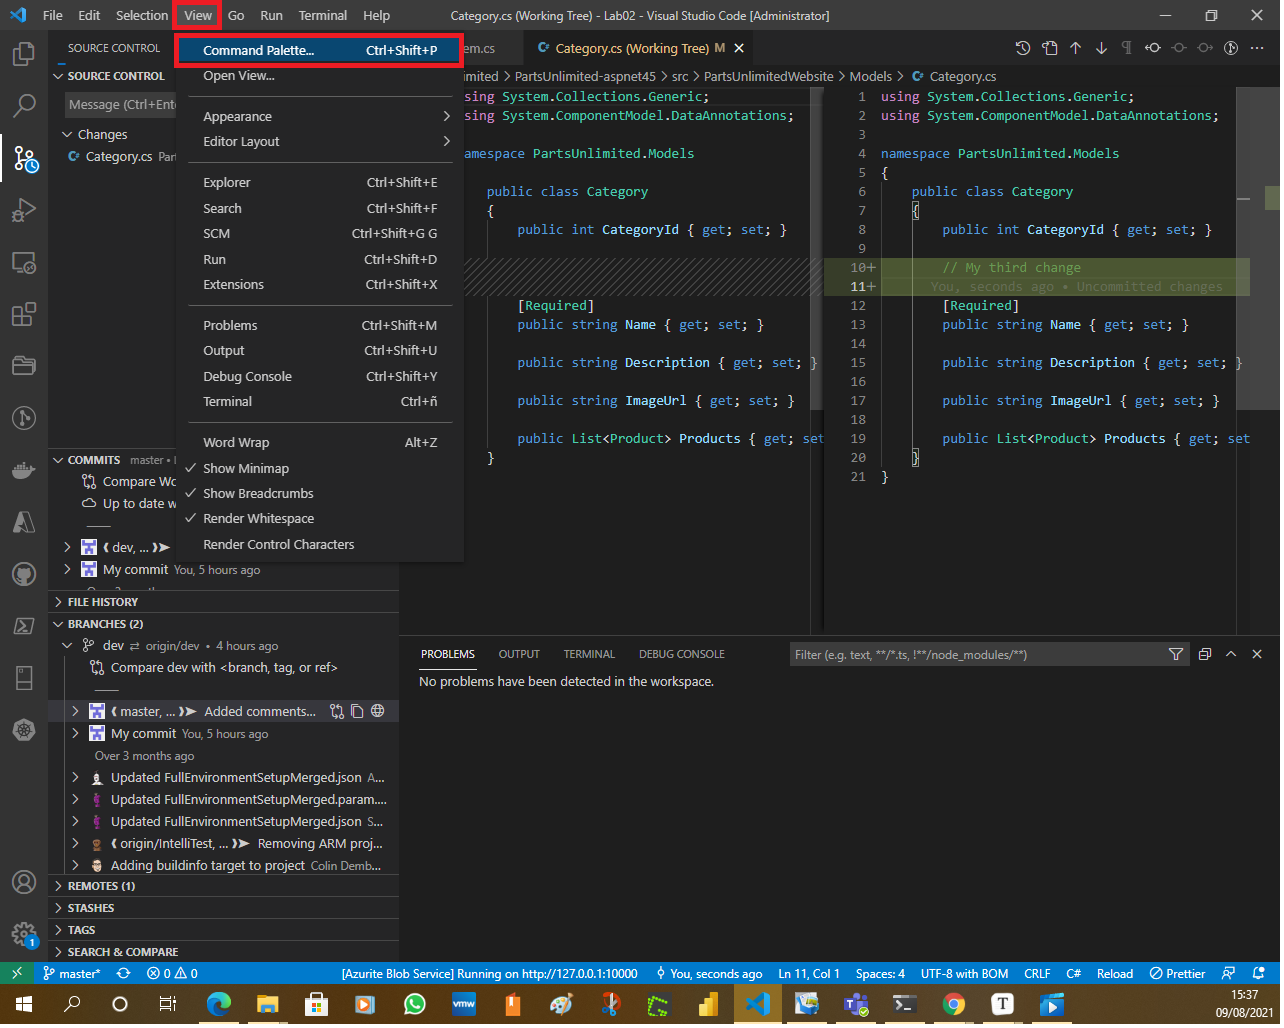 File Edit Selection View Go Run Terminal Help
Category.cs (Working Tree) - Lab02 - Visual Studio Code [Administrator]
SOURCE CONTROL
SOURCE CONTROL
Message (Ctrl+Ente
Changes
Category.cs Part
Command Palette... Ctrl+Shift+P
Open View...
Appearance
Editor Layout
Explorer Ctrl+Shift+E
Search Ctrl+Shift+F
SCM Ctrl+Shift+G G
Run Ctrl+Shift+D
Extensions Ctrl+Shift+X
Problems Ctrl+Shift+M
Output Ctrl+Shift+U
Debug Console Ctrl+Shift+Y
Terminal Ctrl+ñ
Word Wrap Alt+Z
Show Minimap
Show Breadcrumbs
Render Whitespace
Render Control Characters
em.cs
Category.cs (Working Tree) M
imited > PartsUnlimited-aspnet45 > src > PartsUnlimitedWebsite > Models > Category.cs
sing System.Collections.Generic;
sing System.ComponentModel.DataAnnotations;
amespace PartsUnlimited.Models
public class Category
{
public int CategoryId { get; set; }
[Required]
public string Name { get; set; }
public string Description { get; set; }
public string ImageUrl { get; set; }
public List<Product> Products { get; set
}
1 using System.Collections.Generic;
2 using System.ComponentModel.DataAnnotations;
3
4 namespace PartsUnlimited.Models
5 {
6 public class Category
7 {
8 public int CategoryId { get; set; }
9
10+ // My third change
11+ You, seconds ago • Uncommitted changes
12 [Required]
13 public string Name { get; set; }
14
15 public string Description { get; set; }
16
17 public string ImageUrl { get; set; }
18
19 public List<Product> Products { get; set
20 }
21 }
COMMITS master •
Compare Wo
Up to date w
dev, ...
My commit You, 5 hours ago
FILE HISTORY
BRANCHES (2)
dev origin/dev • 4 hours ago
Compare dev with <branch, tag, or ref>
master, ... Added comments...
My commit You, 5 hours ago
Over 3 months ago
Updated FullEnvironmentSetupMerged.json A...
Updated FullEnvironmentSetupMerged.param....
Updated FullEnvironmentSetupMerged.json S...
origin/IntelliTest, ... Removing ARM proj...
Adding buildinfo target to project Colin Demb...
REMOTES (1)
STASHES
TAGS
SEARCH & COMPARE
PROBLEMS OUTPUT TERMINAL DEBUG CONSOLE
Filter (e.g. text, **/*.ts, !**/node_modules/**)
No problems have been detected in the workspace.
1
master* 0 0 [Azurite Blob Service] Running on http://127.0.0.1:10000 You, seconds ago Ln 11, Col 1 Spaces: 4 UTF-8 with BOM CRLF C# Reload Prettier
vmw
T
15:37
09/08/2021